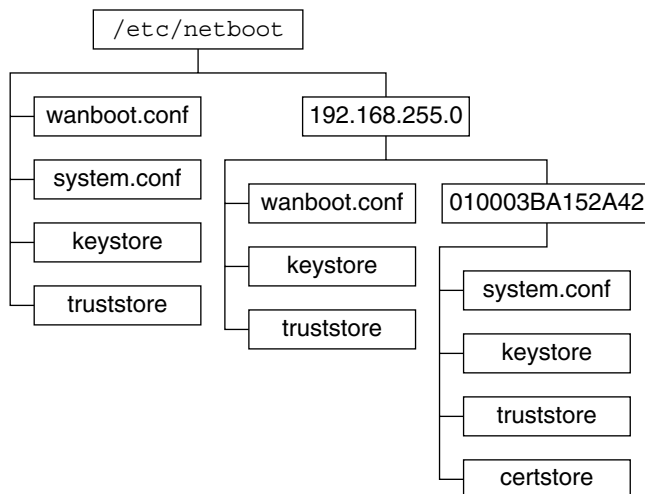 /etc/netboot
wanboot.conf
system.conf
keystore
truststore
192.168.255.0
wanboot.conf
keystore
truststore
010003BA152A42
system.conf
keystore
truststore
certstore